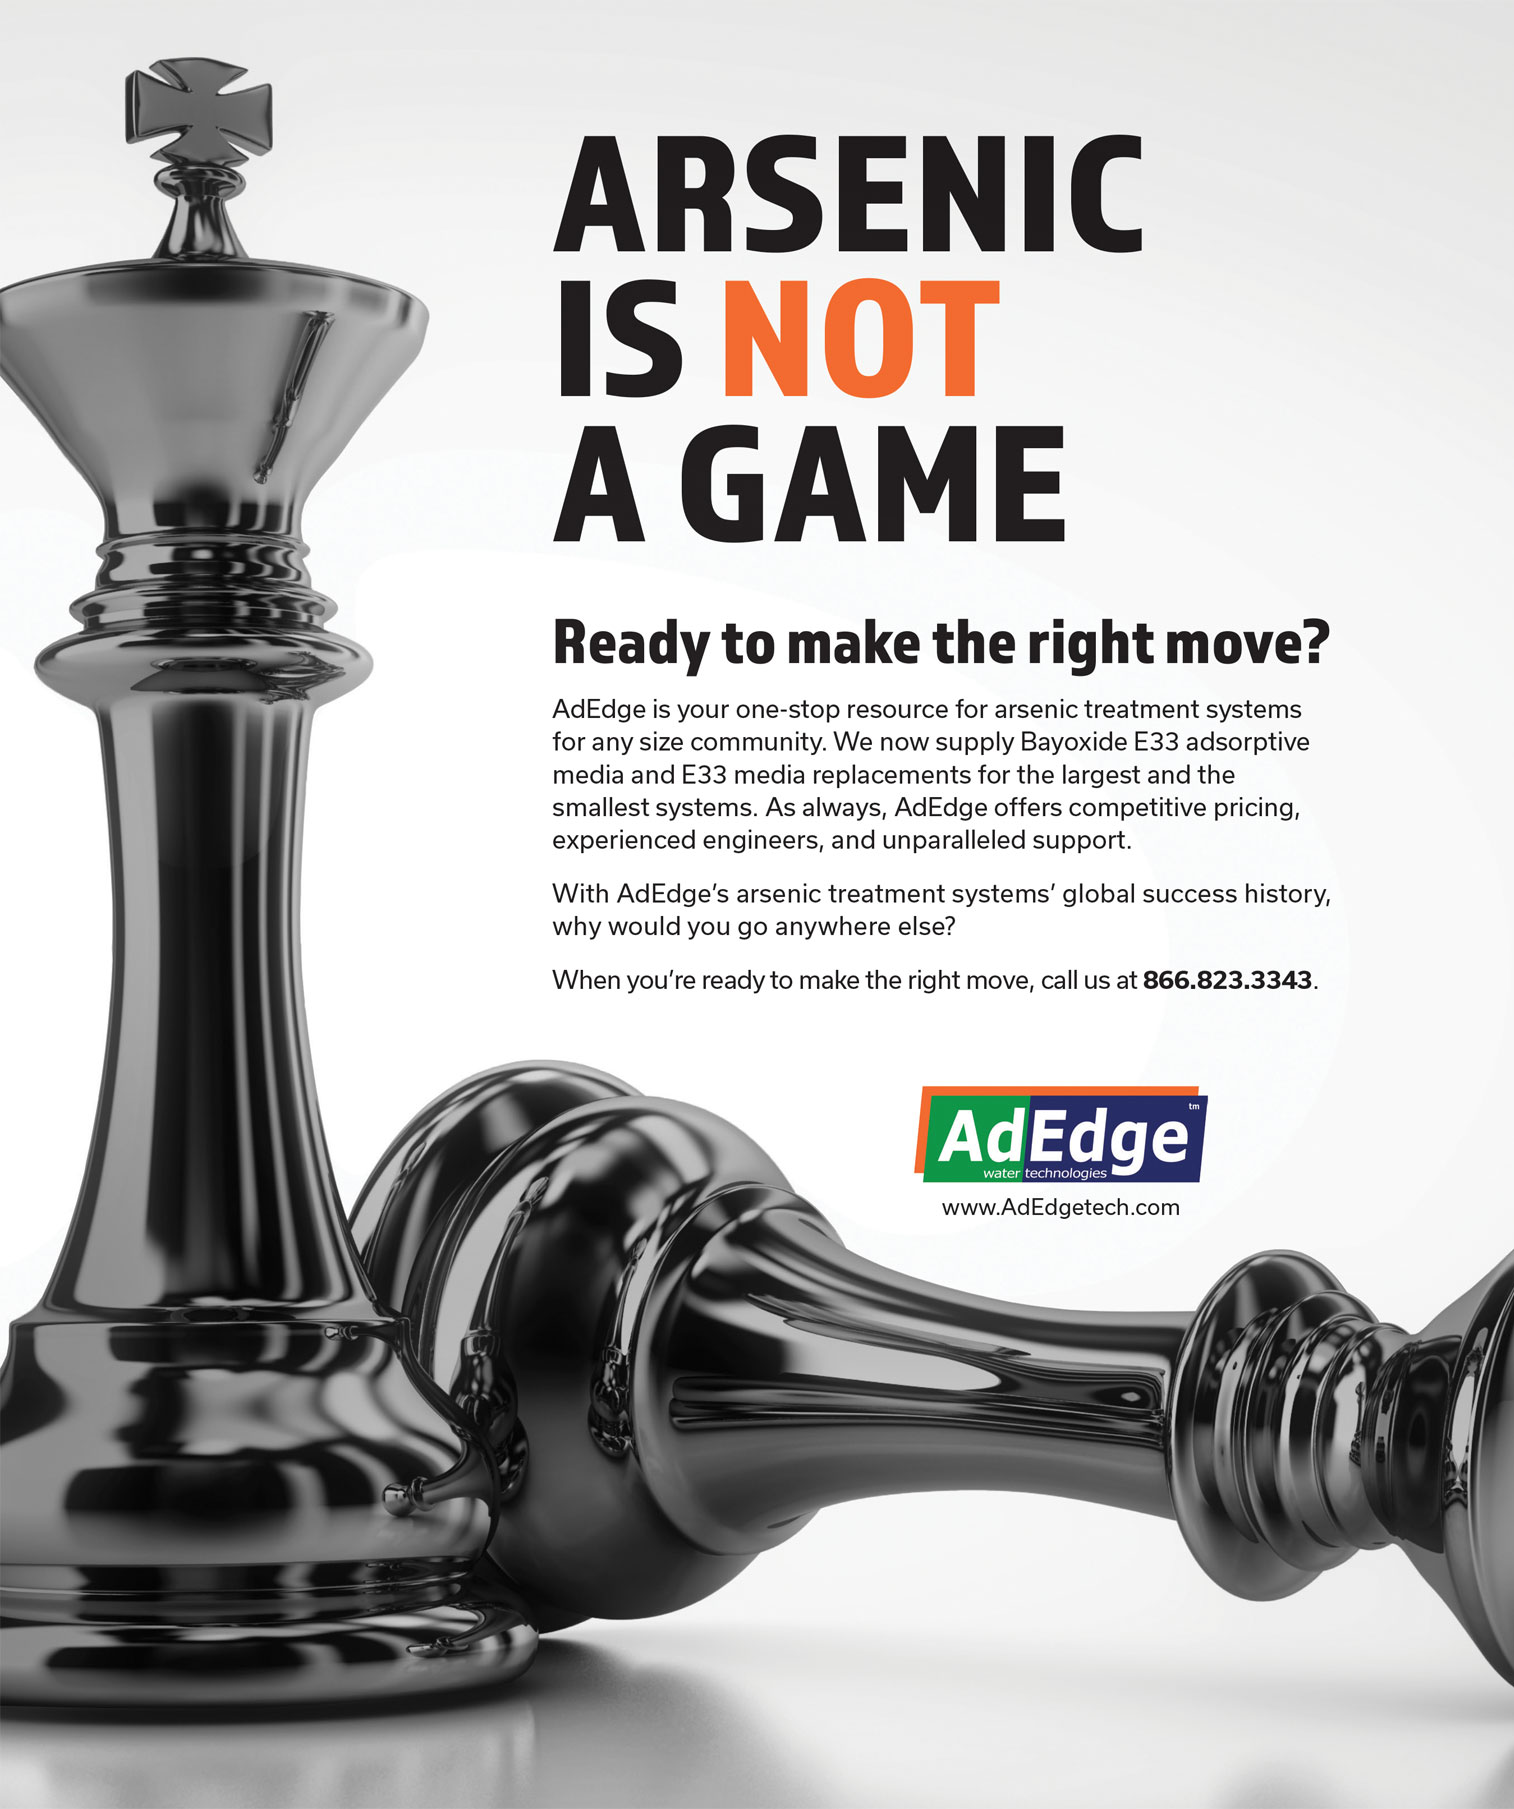 ARSENIC
IS NOT
A GAME
Ready to make the right move?
AdEdge is your one-stop resource for arsenic treatment systems
for any size community. We now supply Bayoxide E33 adsorptive
media and E33 media replacements for the largest and the
smallest systems. As always, AdEdge offers competitive pricing,
experienced engineers, and unparalleled support.
With AdEdge’s arsenic treatment systems’ global success history,
why would you go anywhere else?
When you’re ready to make the right move, call us at 866.823.3343.
AdEdge tm
water technologies
www.AdEdgetech.com